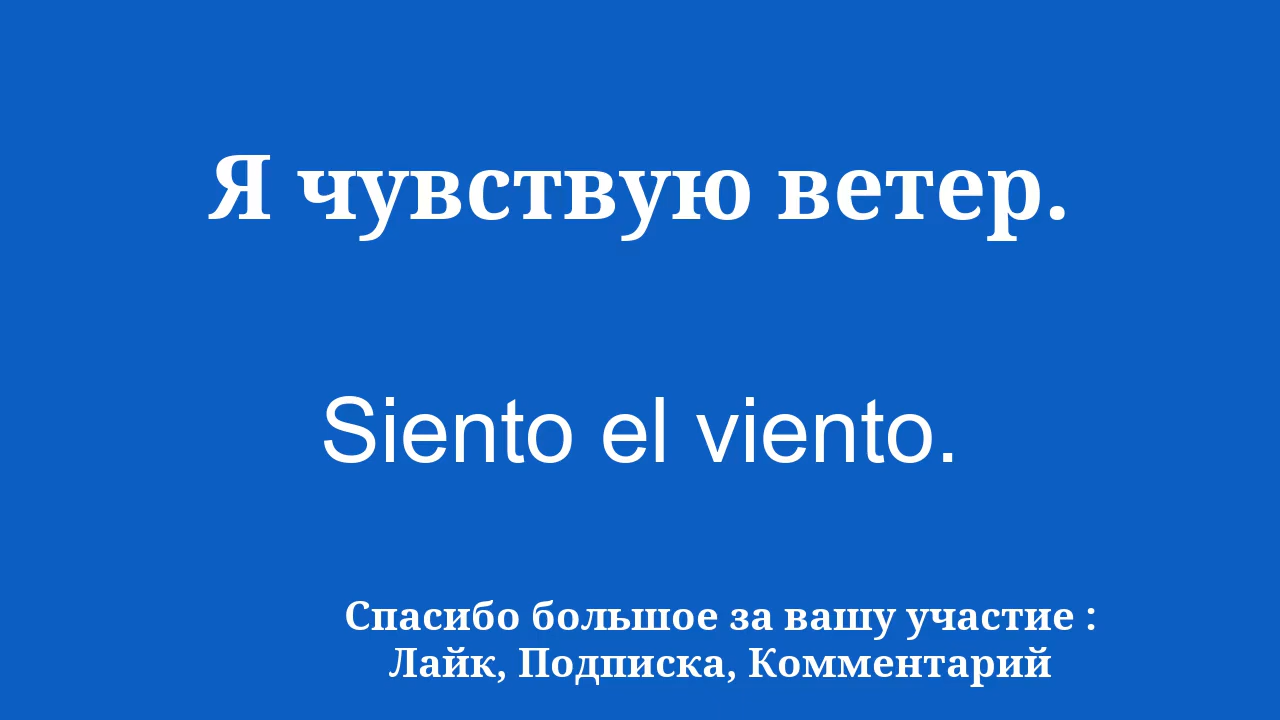 Я чувствую ветер.
Siento el viento.
Спасибо большое за вашу участие :
Лайк, Подписка, Комментарий